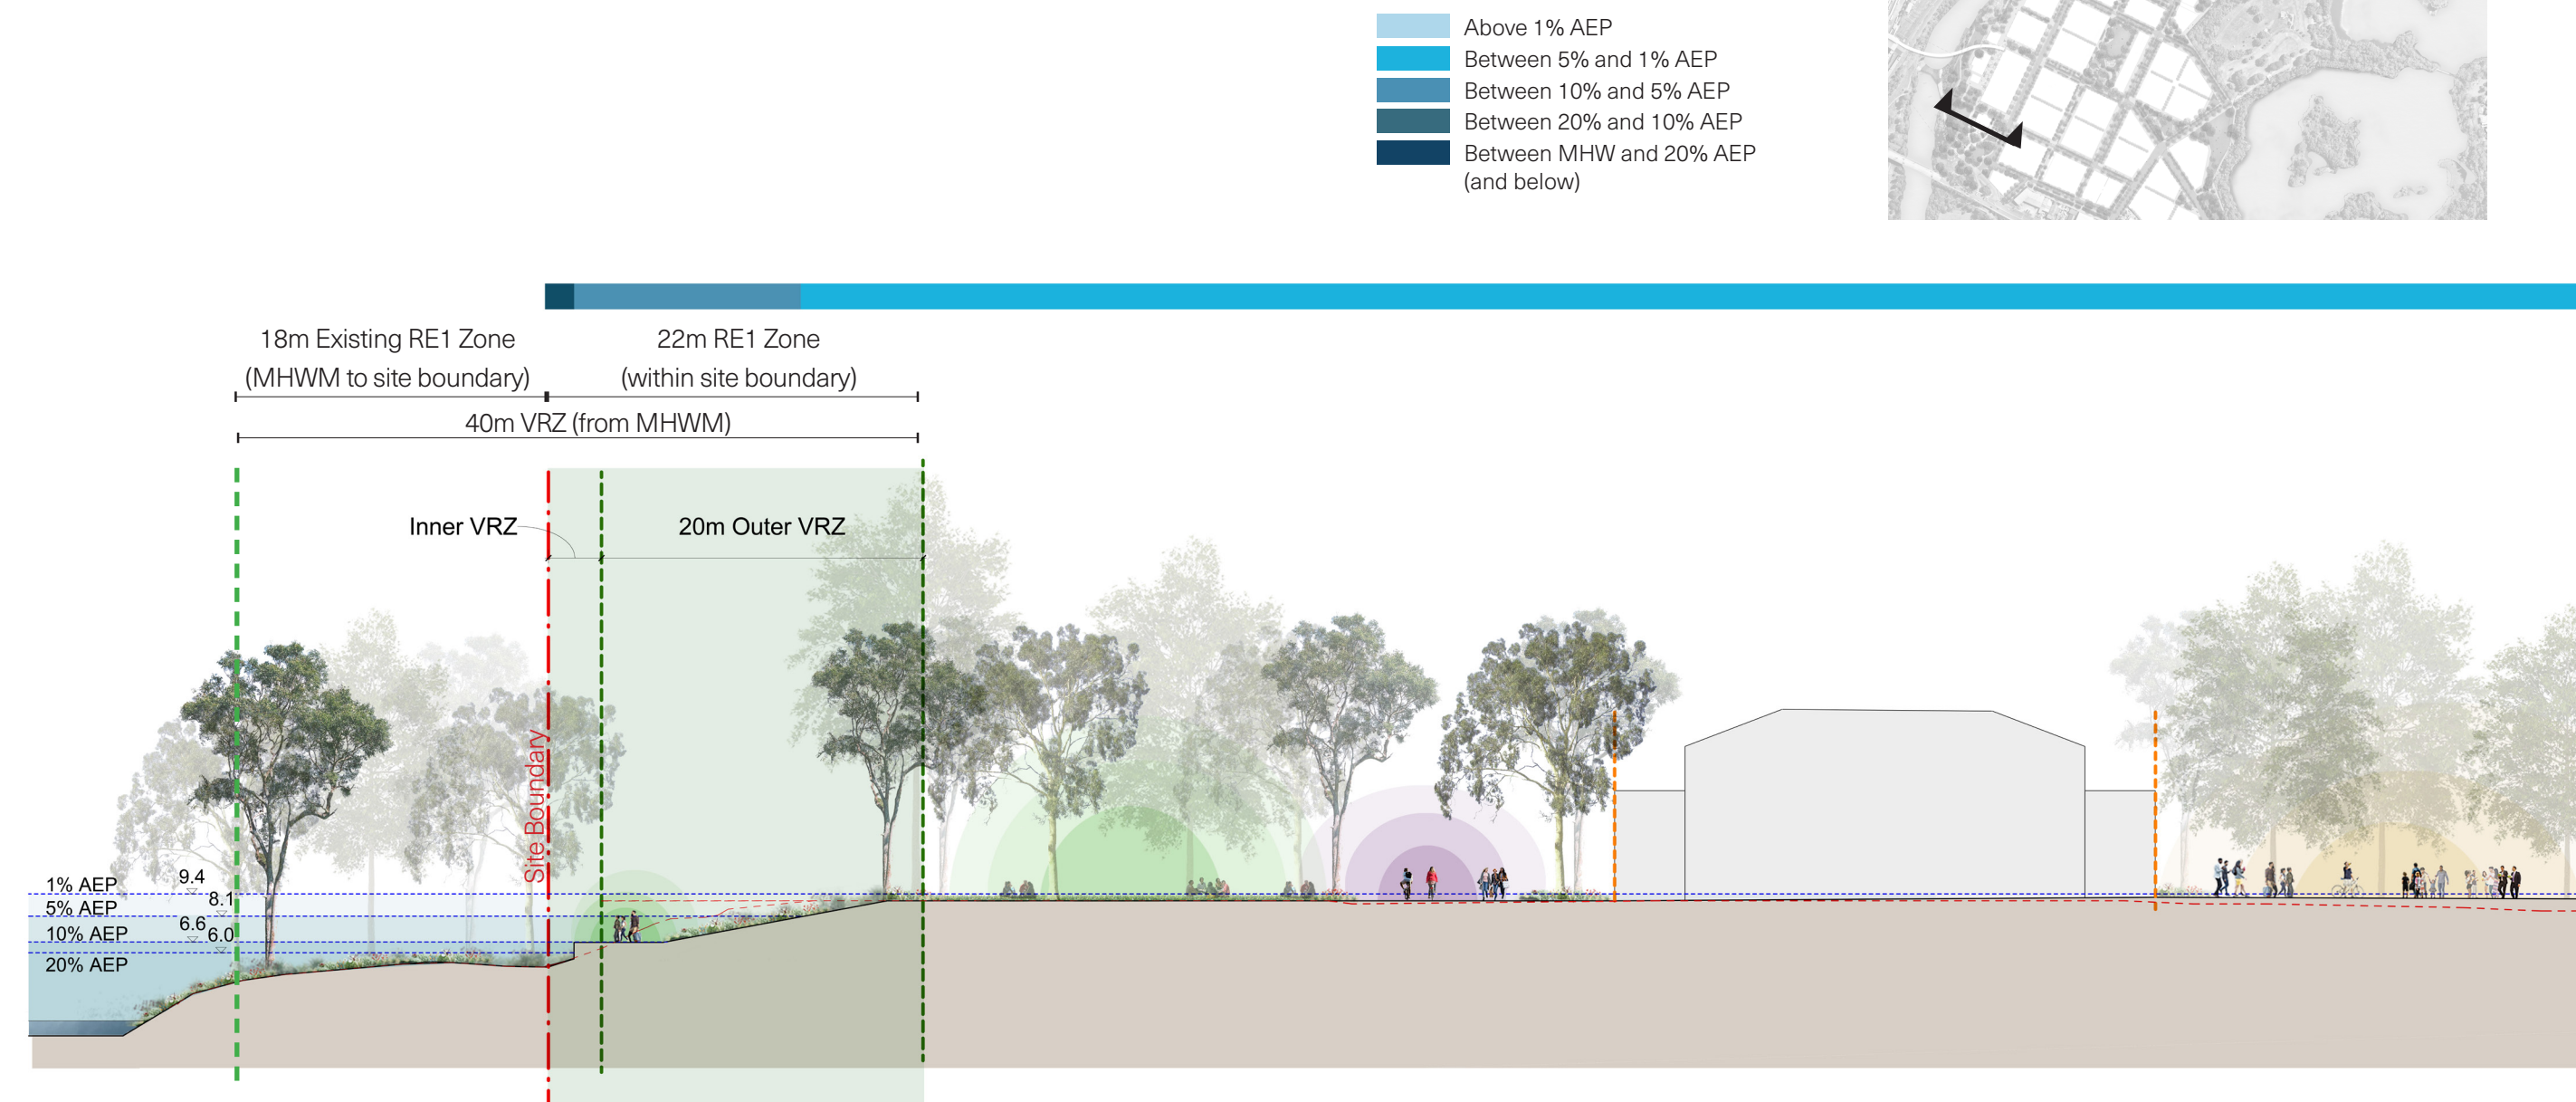 Above 1% AEP
Between 5% and 1% AEP
Between 10% and 5% AEP
Between 20% and 10% AEP
Between MHW and 20% AEP
(and below)
18m Existing RE1 Zone
(MHWM to site boundary)
22m RE1 Zone
(within site boundary)
40m VRZ (from MHWM)
Inner VRZ
20m Outer VRZ
Site Boundary
1% AEP
9.4
5% AEP
8.1
10% AEP
6.6
20% AEP
6.0